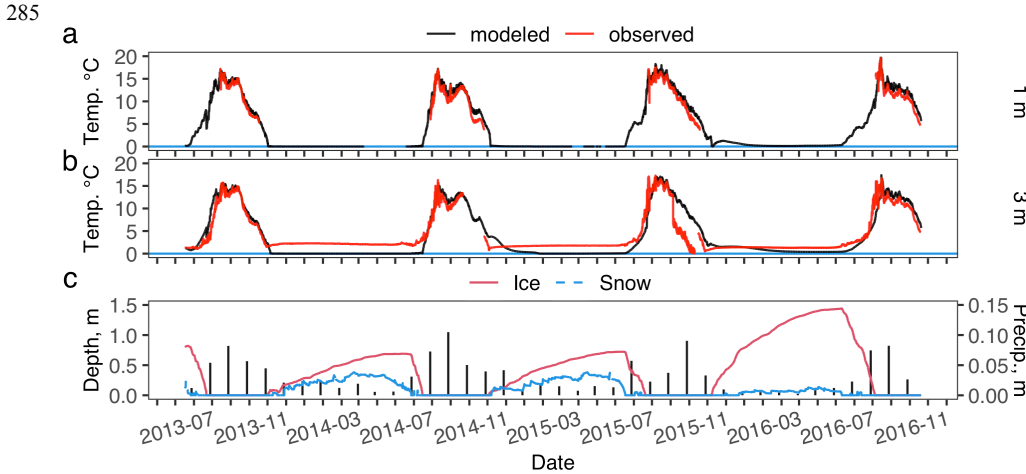 285
a
modeled observed
20
15
10
5
0
Temp. °C
1 m
b
20
15
10
5
0
Temp. °C
3 m
c
Ice Snow
1.5
1.0
0.5
0.0
Depth, m
0.15
0.10
0.05
0.00
Precip., m
2013-07 2013-11 2014-03 2014-07 2014-11 2015-03 2015-07 2015-11 2016-03 2016-07 2016-11
Date